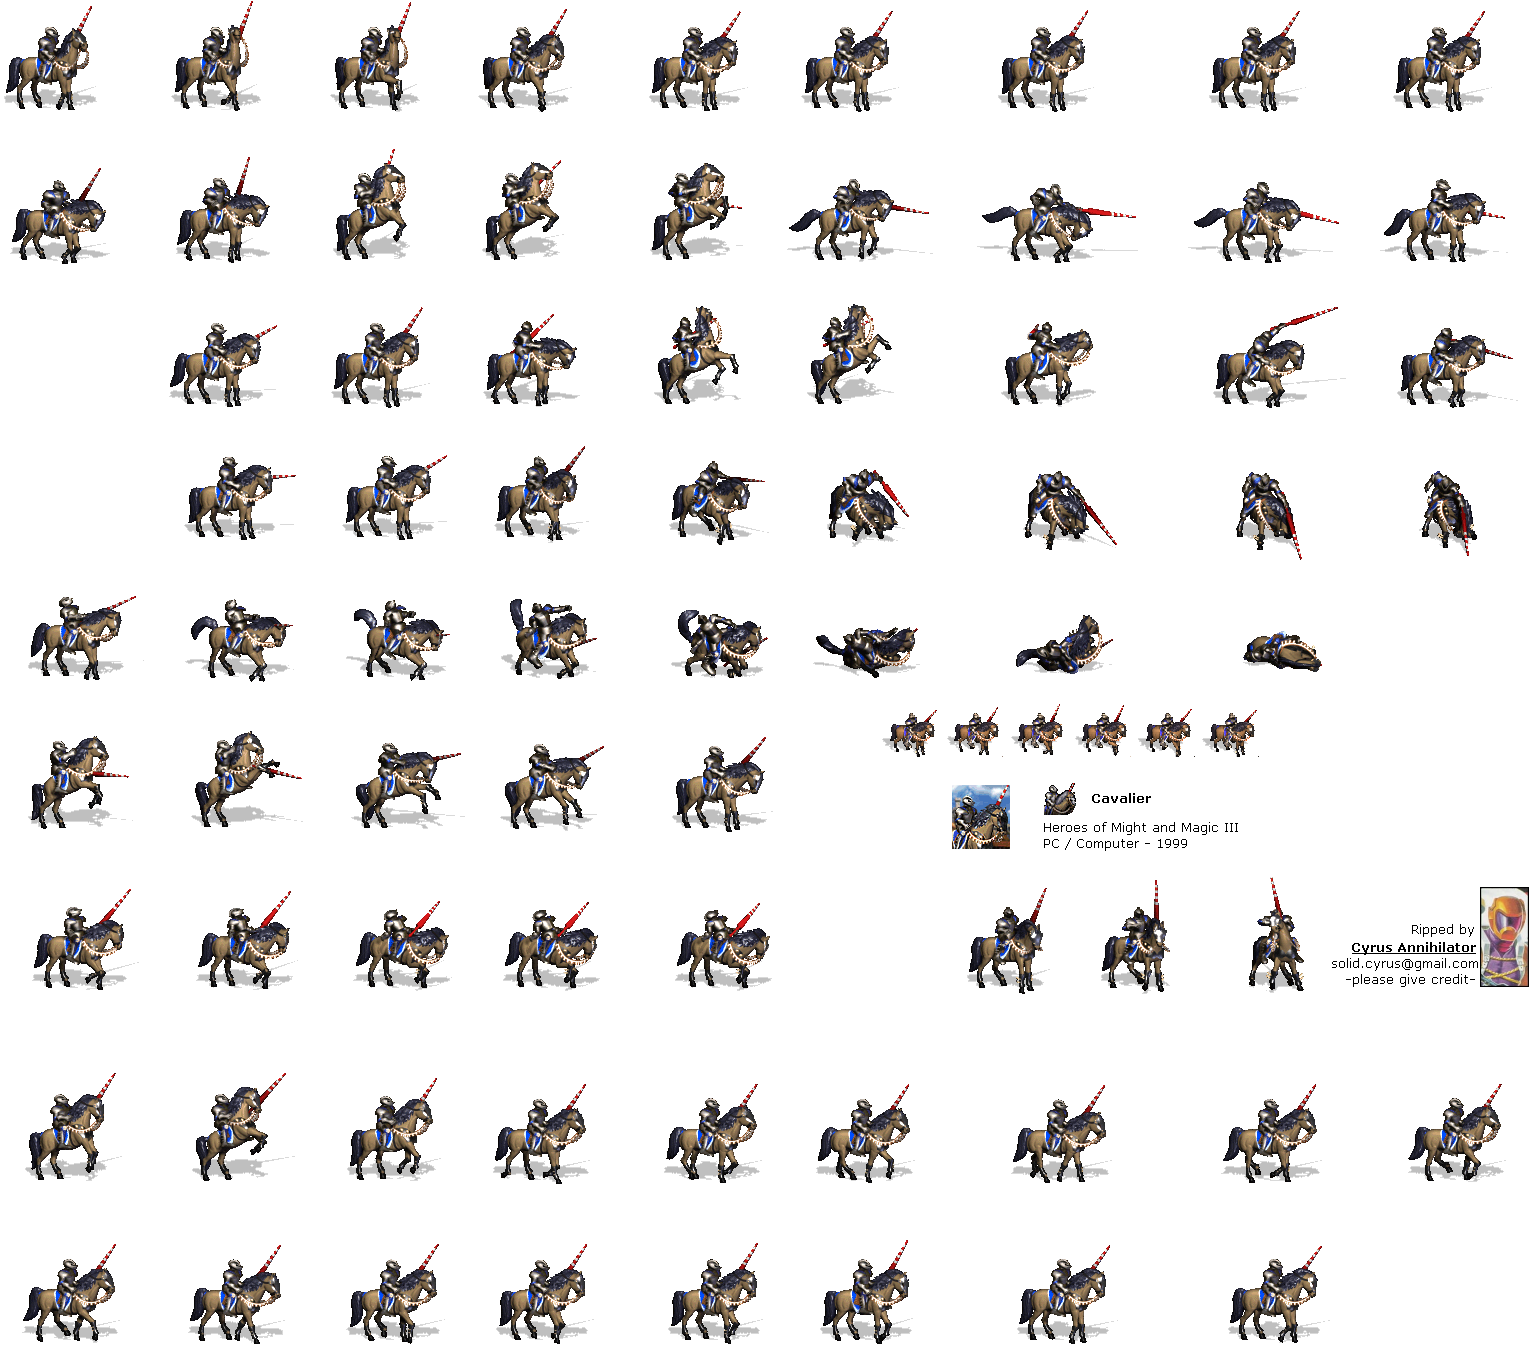 Cavalier
Heroes of Might and Magic III
PC / Computer - 1999
Ripped by
Cyrus Annihilator
solid.cyrus@gmail.com
-please give credit-